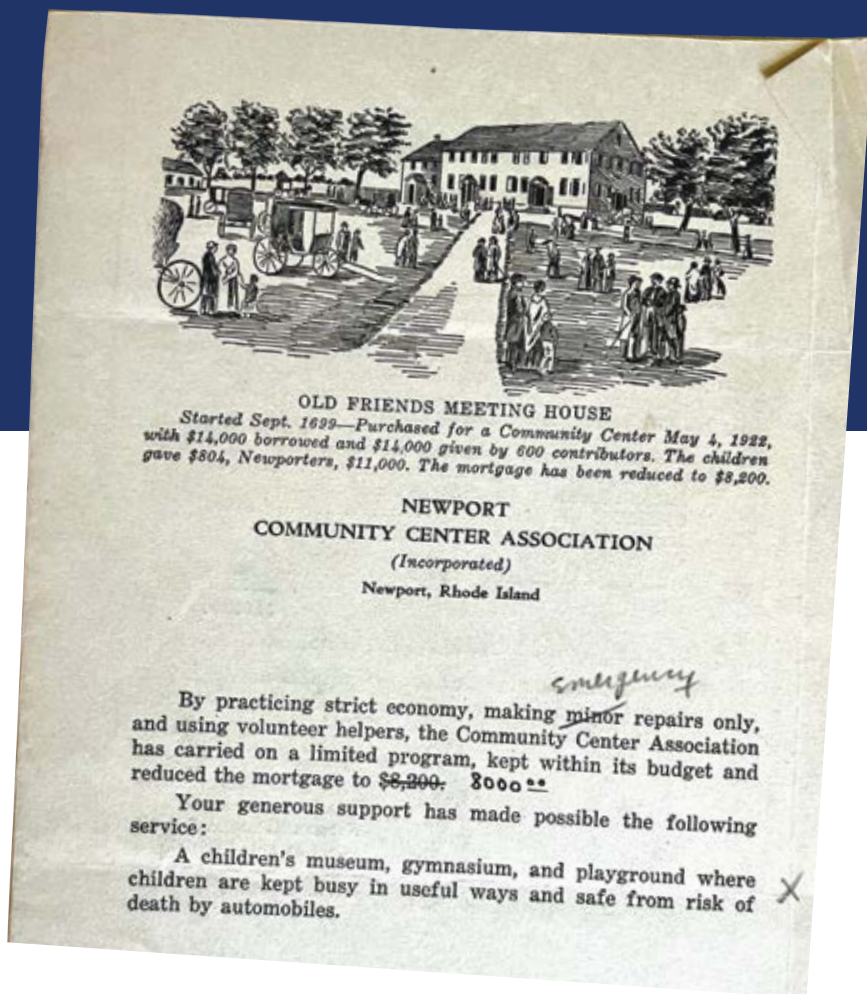 OLD FRIENDS MEETING HOUSE
Started Sept. 1699—Purchased for a Community Center May 4, 1922,
with $14,000 borrowed and $14,000 given by 600 contributors. The children
gave $804, Newporters, $11,000. The mortgage has been reduced to $8,200.
NEWPORT
COMMUNITY CENTER ASSOCIATION
(Incorporated)
Newport, Rhode Island
emergency
By practicing strict economy, making minor repairs only,
and using volunteer helpers, the Community Center Association
has carried on a limited program, kept within its budget and
reduced the mortgage to $8,200. 8000⁰⁰
Your generous support has made possible the following
service:
A children's museum, gymnasium, and playground where
children are kept busy in useful ways and safe from risk of X
death by automobiles.